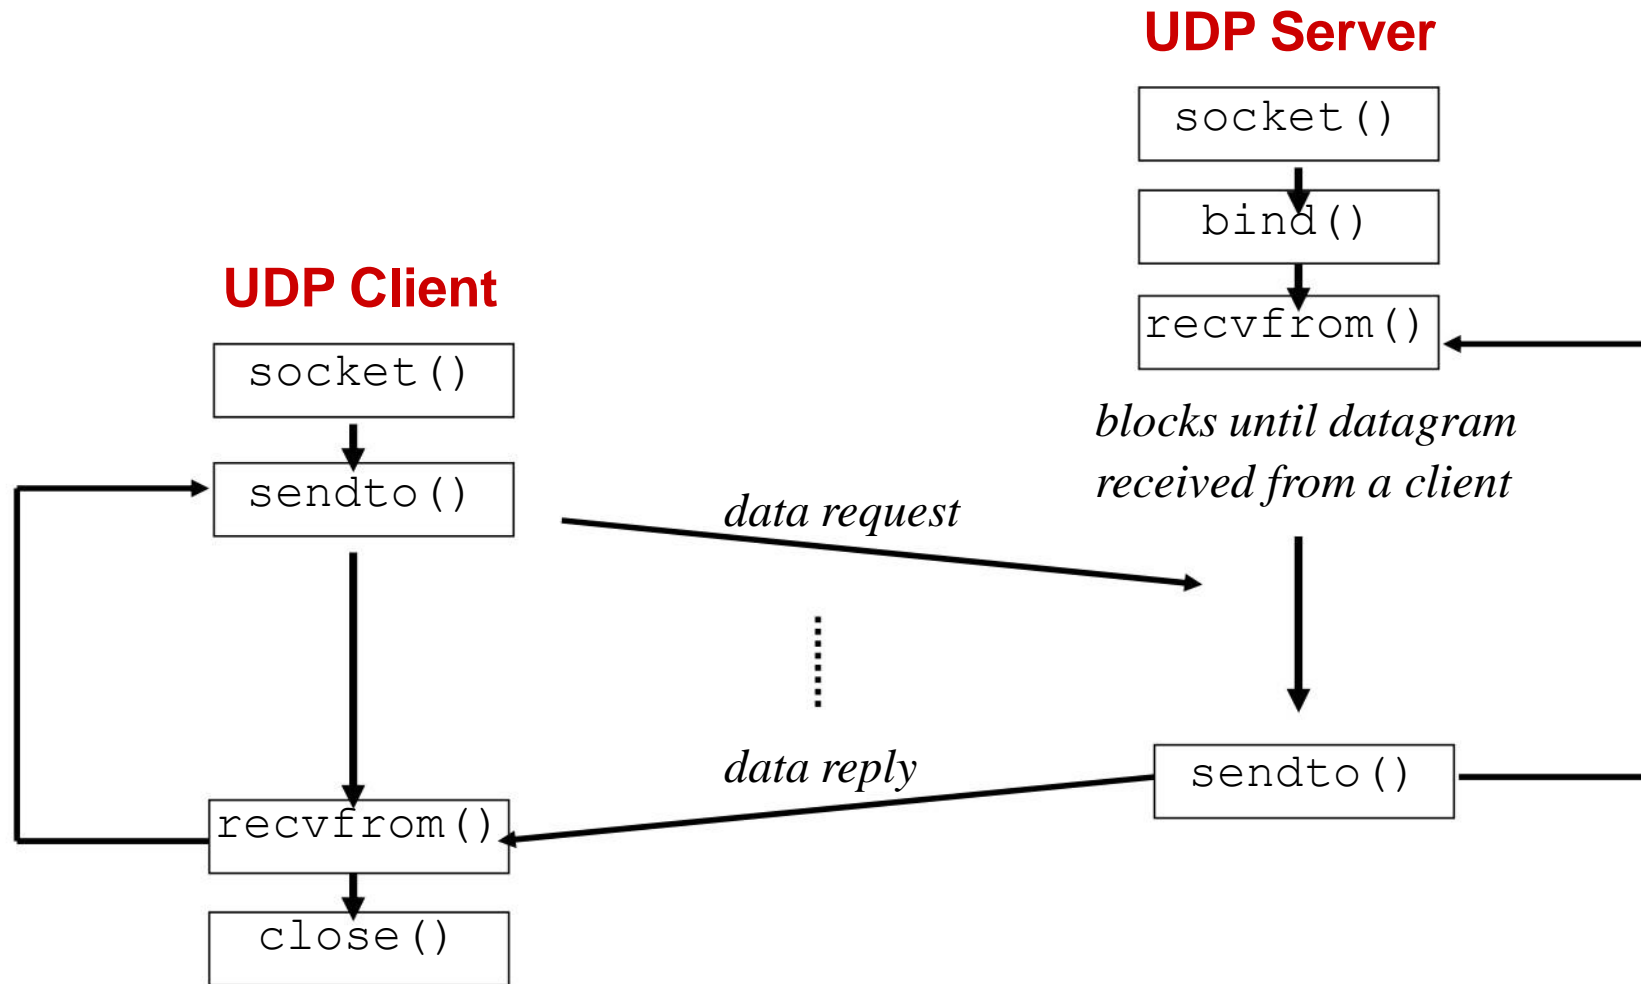 UDP Server
socket()
bind()
recvfrom()
blocks until datagram
received from a client
sendto()
UDP Client
socket()
sendto()
recvfrom()
close()
data request
data reply